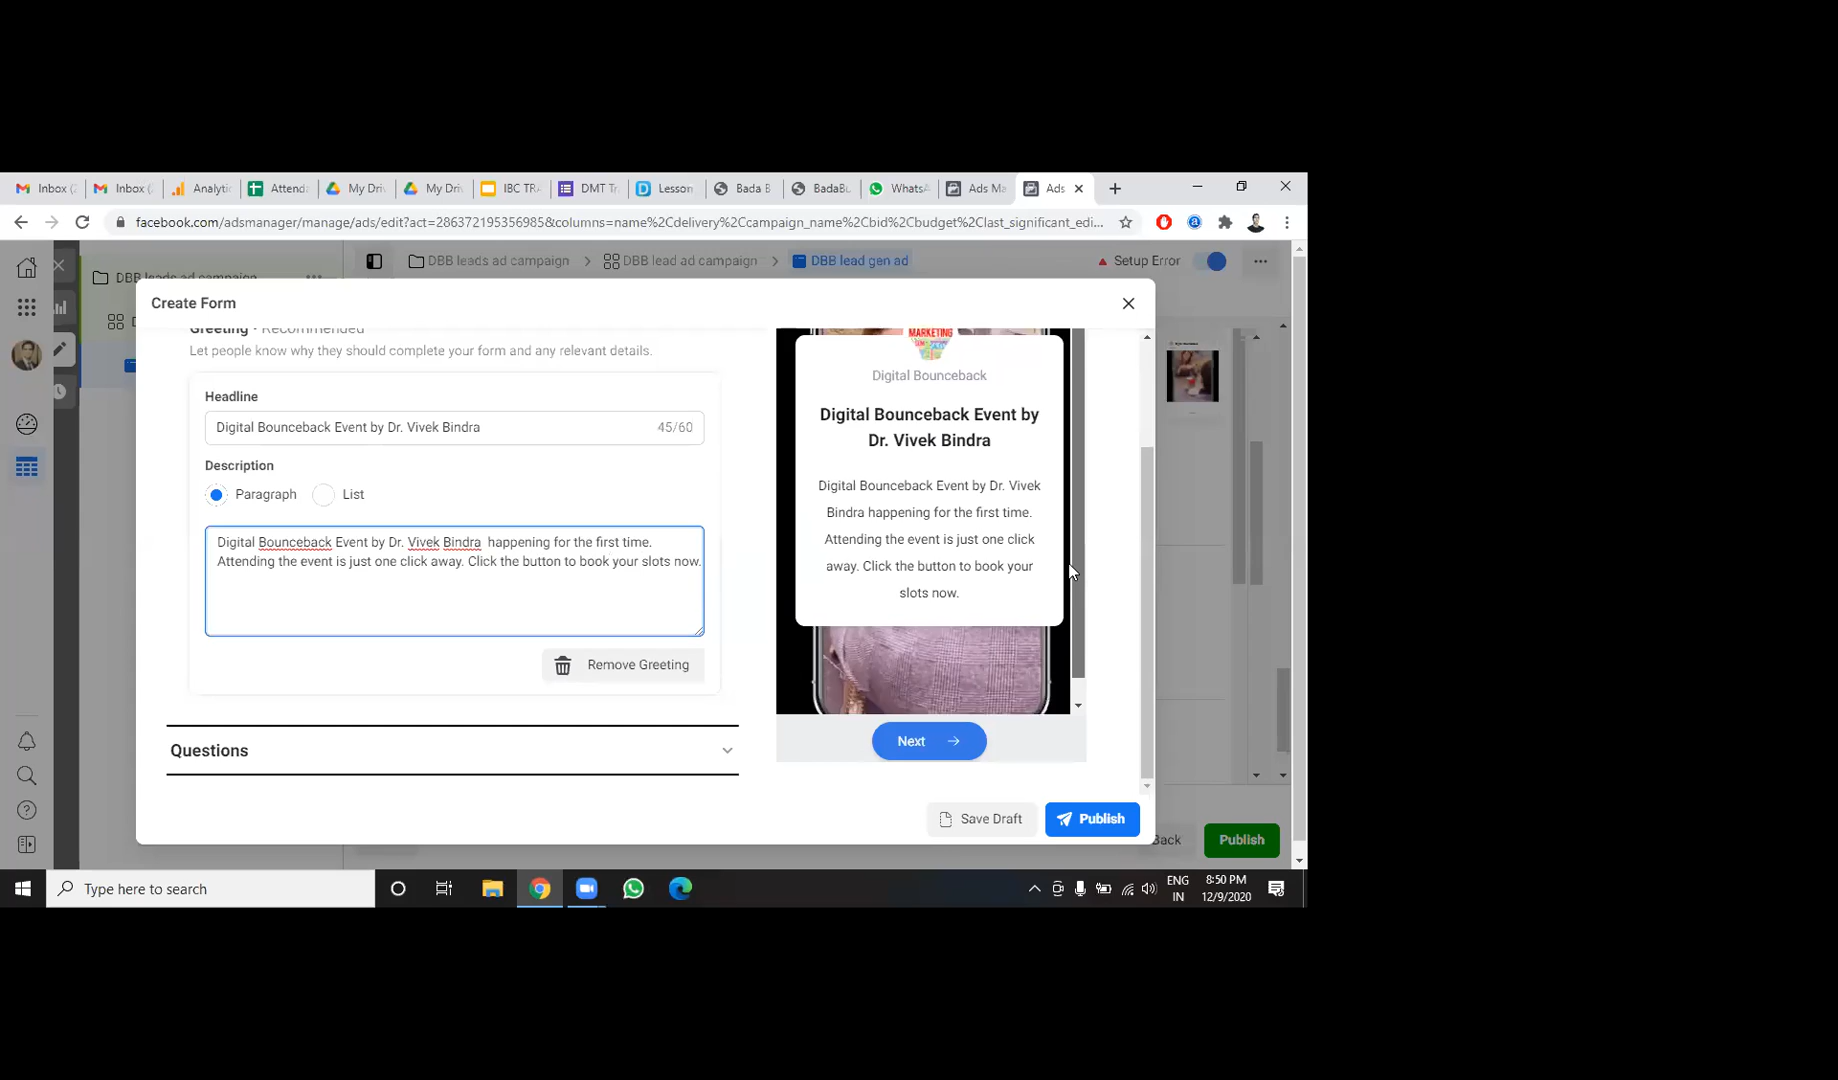 Inbox (
Inbox (
Analyti
Attend
My Driv
My Driv
IBC TRA
DMT Tr
Lesson
Bada B
BadaBu
WhatsA
Ads Ma
Ads
facebook.com/adsmanager/manage/ads/edit?act=286372195356985&columns=name%2Cdelivery%2Ccampaign_name%2Cbid%2Cbudget%2Clast_significant_edi...
DBB leads ad campaign
DBB leads ad campaign
DBB lead ad campaign
DBB lead gen ad
Setup Error
Create Form
Greeting • Recommended
Let people know why they should complete your form and any relevant details.
Headline
Digital Bounceback Event by Dr. Vivek Bindra
45/60
Description
Paragraph
List
Digital Bounceback Event by Dr. Vivek Bindra happening for the first time.
Attending the event is just one click away. Click the button to book your slots now.
Remove Greeting
Questions
MARKETING
Digital Bounceback
Digital Bounceback Event by
Dr. Vivek Bindra
Digital Bounceback Event by Dr. Vivek
Bindra happening for the first time.
Attending the event is just one click
away. Click the button to book your
slots now.
Next
Save Draft
Publish
Back
Publish
Type here to search
ENG
IN
8:50 PM
12/9/2020